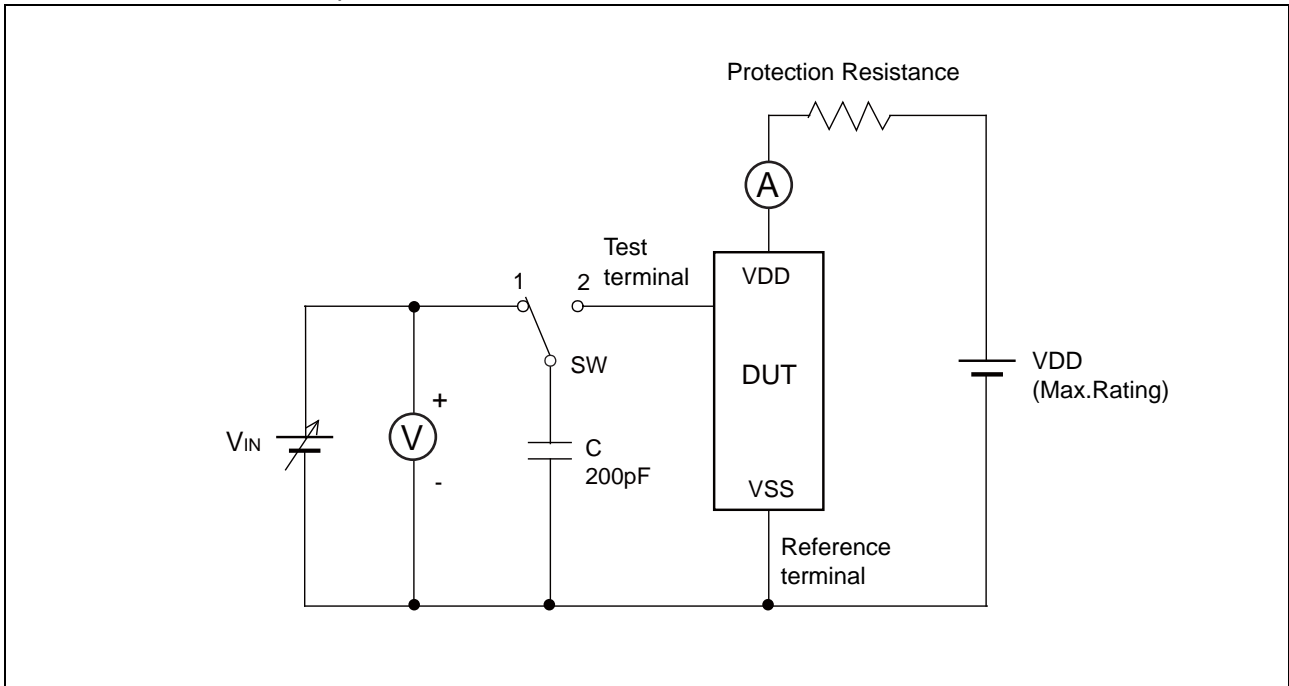 Protection Resistance
A
Test
terminal
1
2
VDD
SW
DUT
VDD
(Max.Rating)
VIN
+
V
-
C
200pF
VSS
Reference
terminal